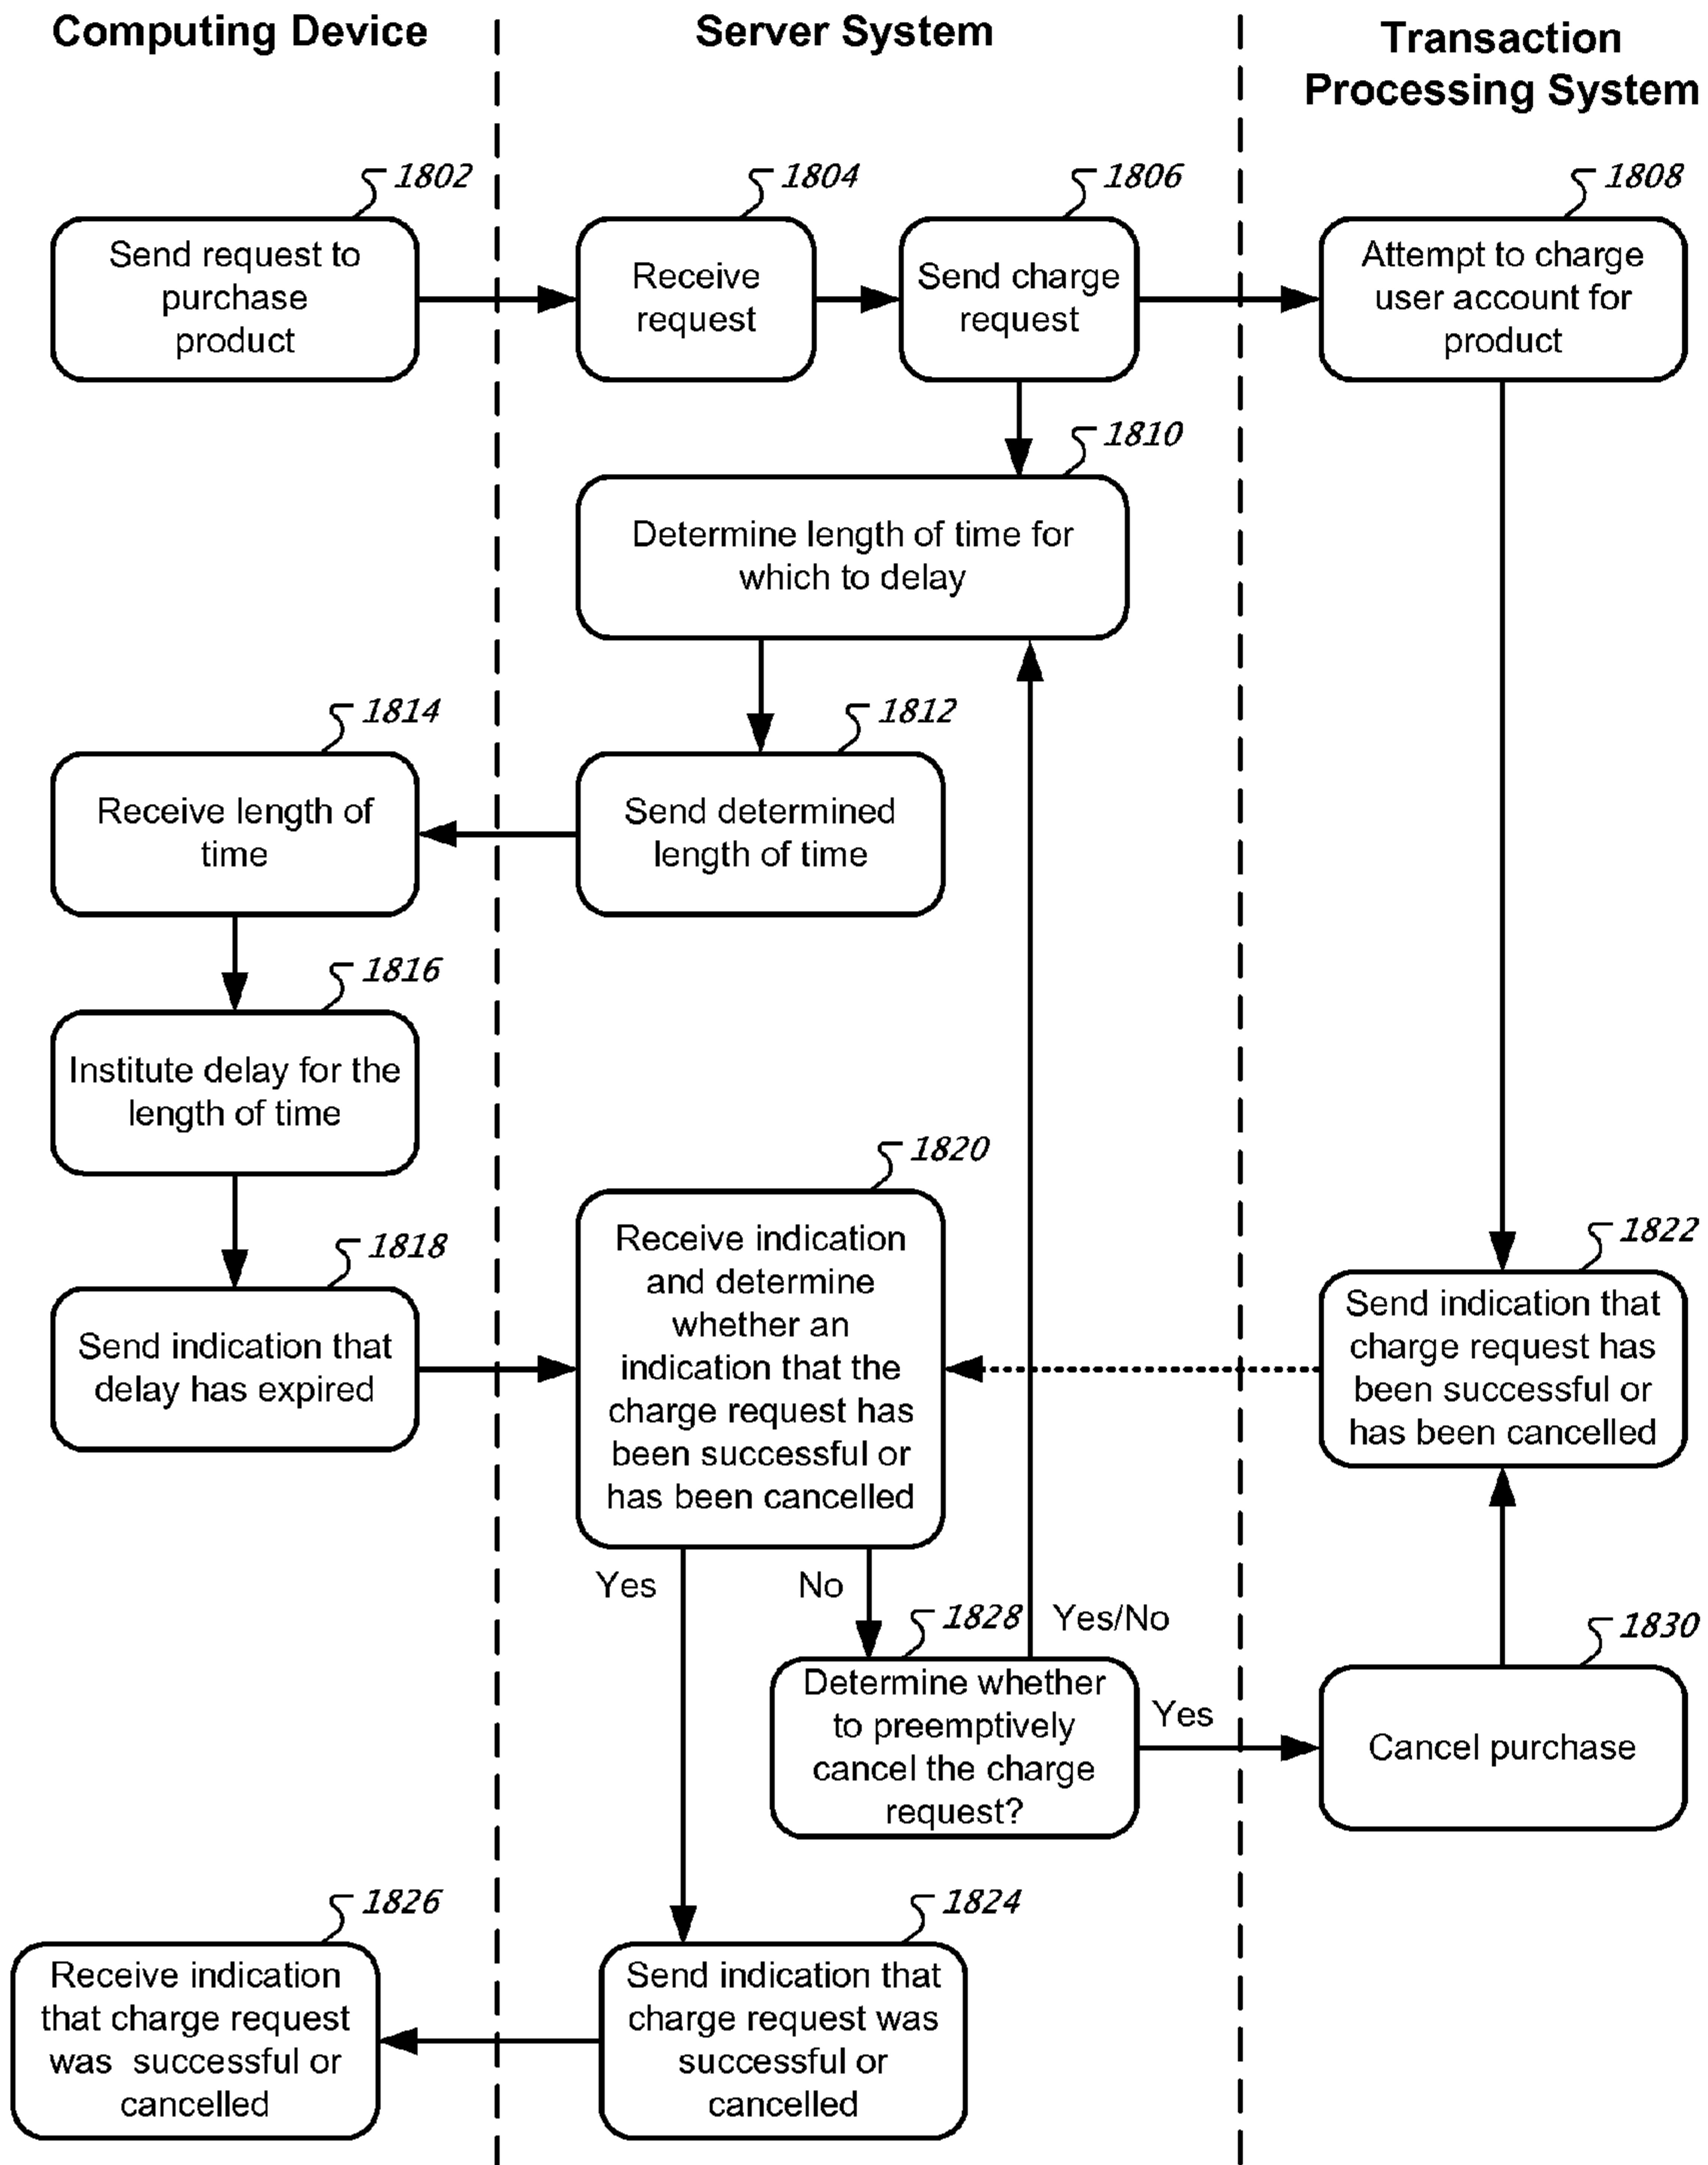 Computing Device
Server System
Transaction
Processing System
1802
1804
1806
1808
Send request to
purchase
product
Receive
request
Send charge
request
Attempt to charge
user account for
product
1810
Determine length of time for
which to delay
1814
1812
Receive length of
time
Send determined
length of time
1816
Institute delay for the
length of time
1820
Receive indication
and determine
whether an
indication that the
charge request has
been successful or
has been cancelled
1818
Send indication that
delay has expired
1822
Send indication that
charge request has
been successful or
has been cancelled
Yes
No
1828
Yes/No
1830
Determine whether
to preemptively
cancel the charge
request?
Yes
Cancel purchase
1826
1824
Receive indication
that charge request
was  successful or
cancelled
Send indication that
charge request was
successful or
cancelled